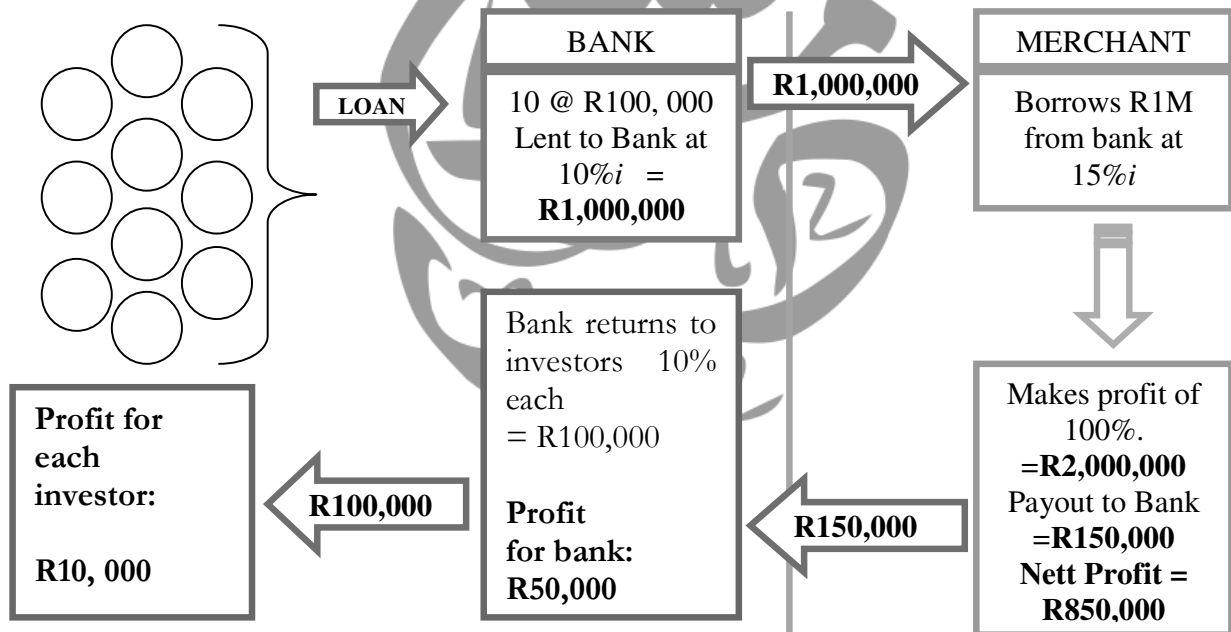 LOAN
BANK
10 @ R100, 000
Lent to Bank at
10%i =
R1,000,000
R1,000,000
MERCHANT
Borrows R1M
from bank at
15%i
Makes profit of
100%.
=R2,000,000
Payout to Bank
=R150,000
Nett Profit =
R850,000
R150,000
Bank returns to
investors 10%
each
= R100,000
Profit
for bank:
R50,000
R100,000
Profit for
each
investor:
R10, 000